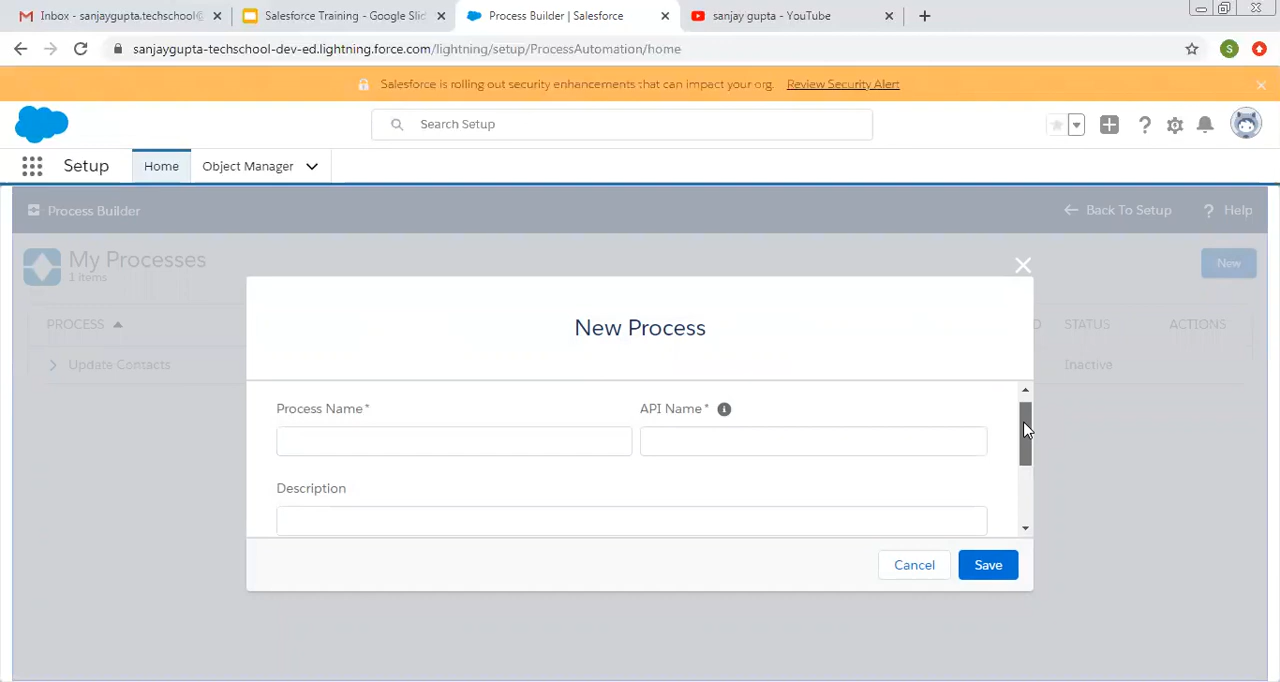 Inbox - sanjaygupta.techschool@
Salesforce Training - Google Slid
Process Builder | Salesforce
sanjay gupta - YouTube
sanjaygupta-techschool-dev-ed.lightning.force.com/lightning/setup/ProcessAutomation/home
S
Salesforce is rolling out security enhancements that can impact your org. Review Security Alert
Search Setup
Setup
Home
Object Manager
Process Builder
Back To Setup
? Help
My Processes
1 items
New
PROCESS
D
STATUS
ACTIONS
Update Contacts
Inactive
New Process
Process Name*
API Name*
Description
Cancel
Save